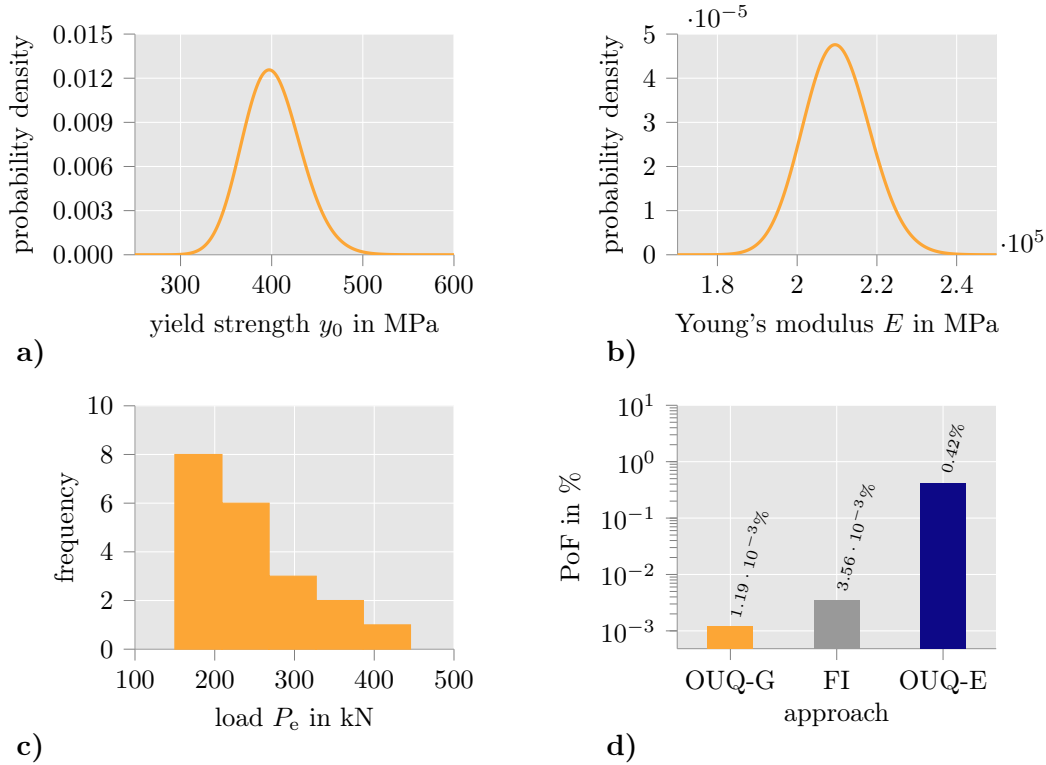 probability density
0.015
0.012
0.009
0.006
0.003
0.000
300
400
500
600
yield strength y₀ in MPa
a)
·10⁻⁵
probability density
5
4
3
2
1
0
1.8
2
2.2
2.4
·10⁵
Young's modulus E in MPa
b)
frequency
10
8
6
4
2
0
100
200
300
400
500
load Pₑ in kN
c)
PoF in %
10¹
10⁰
10⁻¹
10⁻²
10⁻³
1.19 · 10⁻³%
3.56 · 10⁻³%
0.42%
OUQ-G
FI
OUQ-E
approach
d)